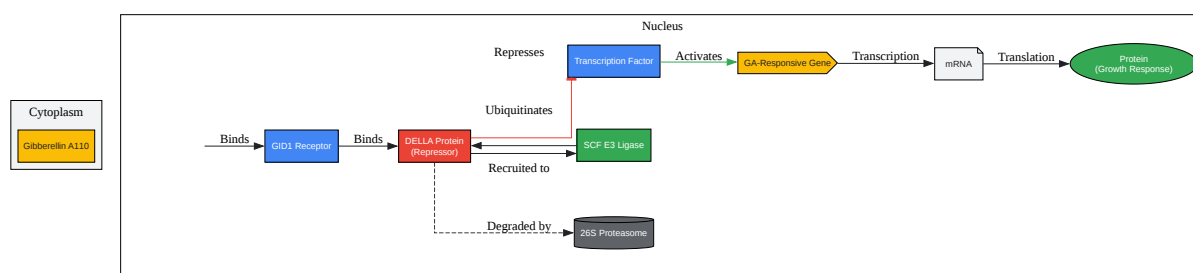 Nucleus
Represses
Transcription Factor
Activates
GA-Responsive Gene
Transcription
mRNA
Translation
Protein
(Growth Response)
Cytoplasm
Gibberellin A110
Ubiquitinates
Binds
GID1 Receptor
Binds
DELLA Protein
(Repressor)
SCF E3 Ligase
Recruited to
Degraded by
26S Proteasome